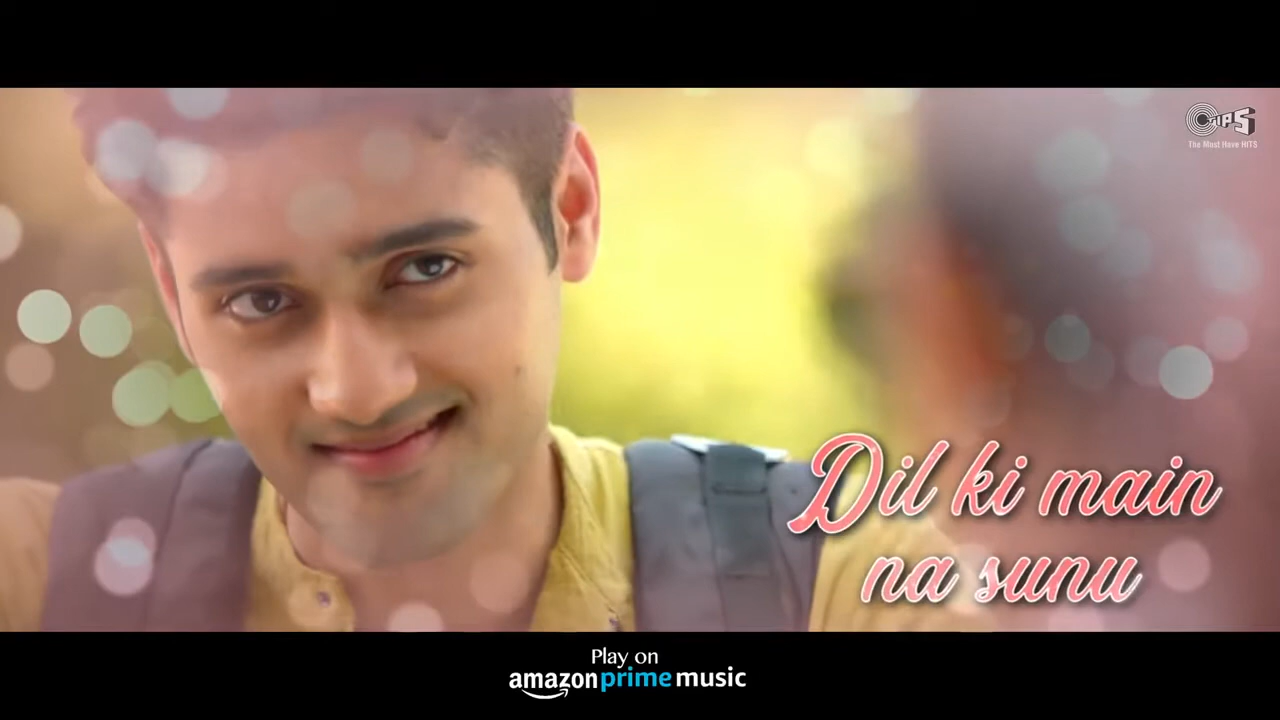 TIPS
The Must Have HITS
Dil ki main
na sunu
Play on
amazon prime music